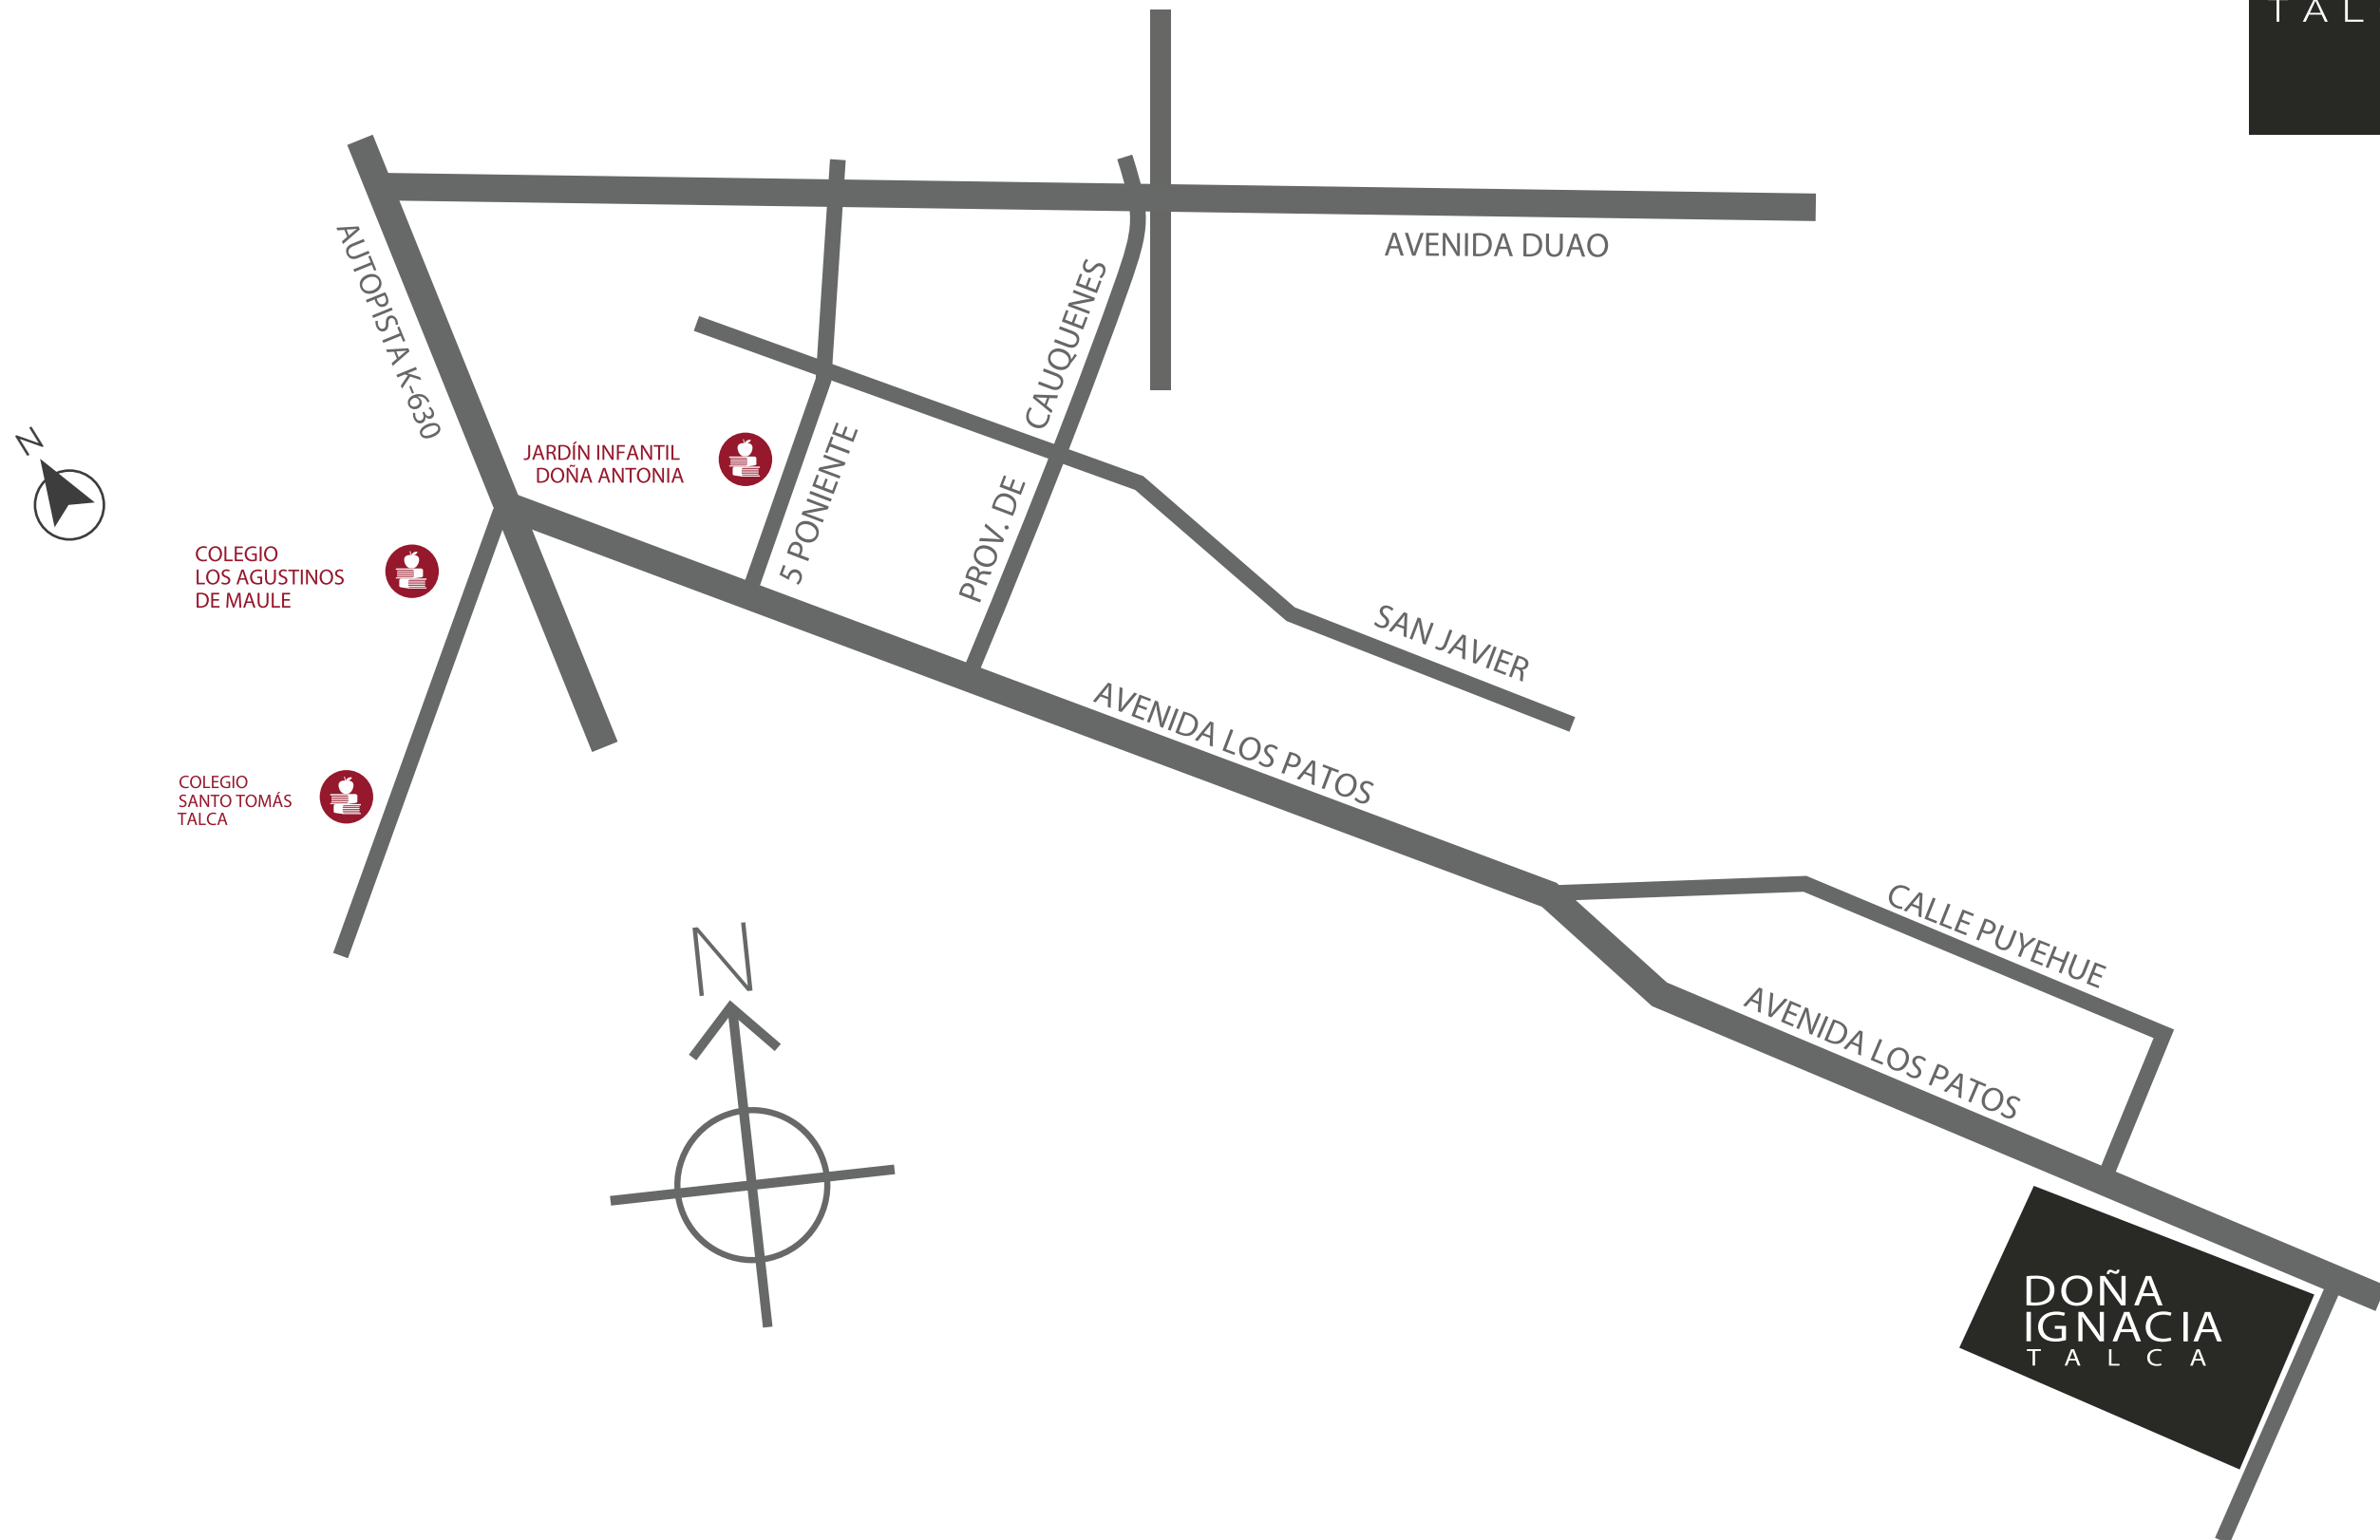 TAL
AVENIDA DUAO
AUTOPISTA K-630
CAUQUENES
PROV. DE
5 PONIENTE
N
JARDÍN INFANTIL
DOÑA ANTONIA
COLEGIO
LOS AGUSTINOS
DE MAULE
SAN JAVIER
AVENIDA LOS PATOS
COLEGIO
SANTO TOMÁS
TALCA
CALLE PUYEHUE
N
AVENIDA LOS PATOS
DOÑA
IGNACIA
TALCA